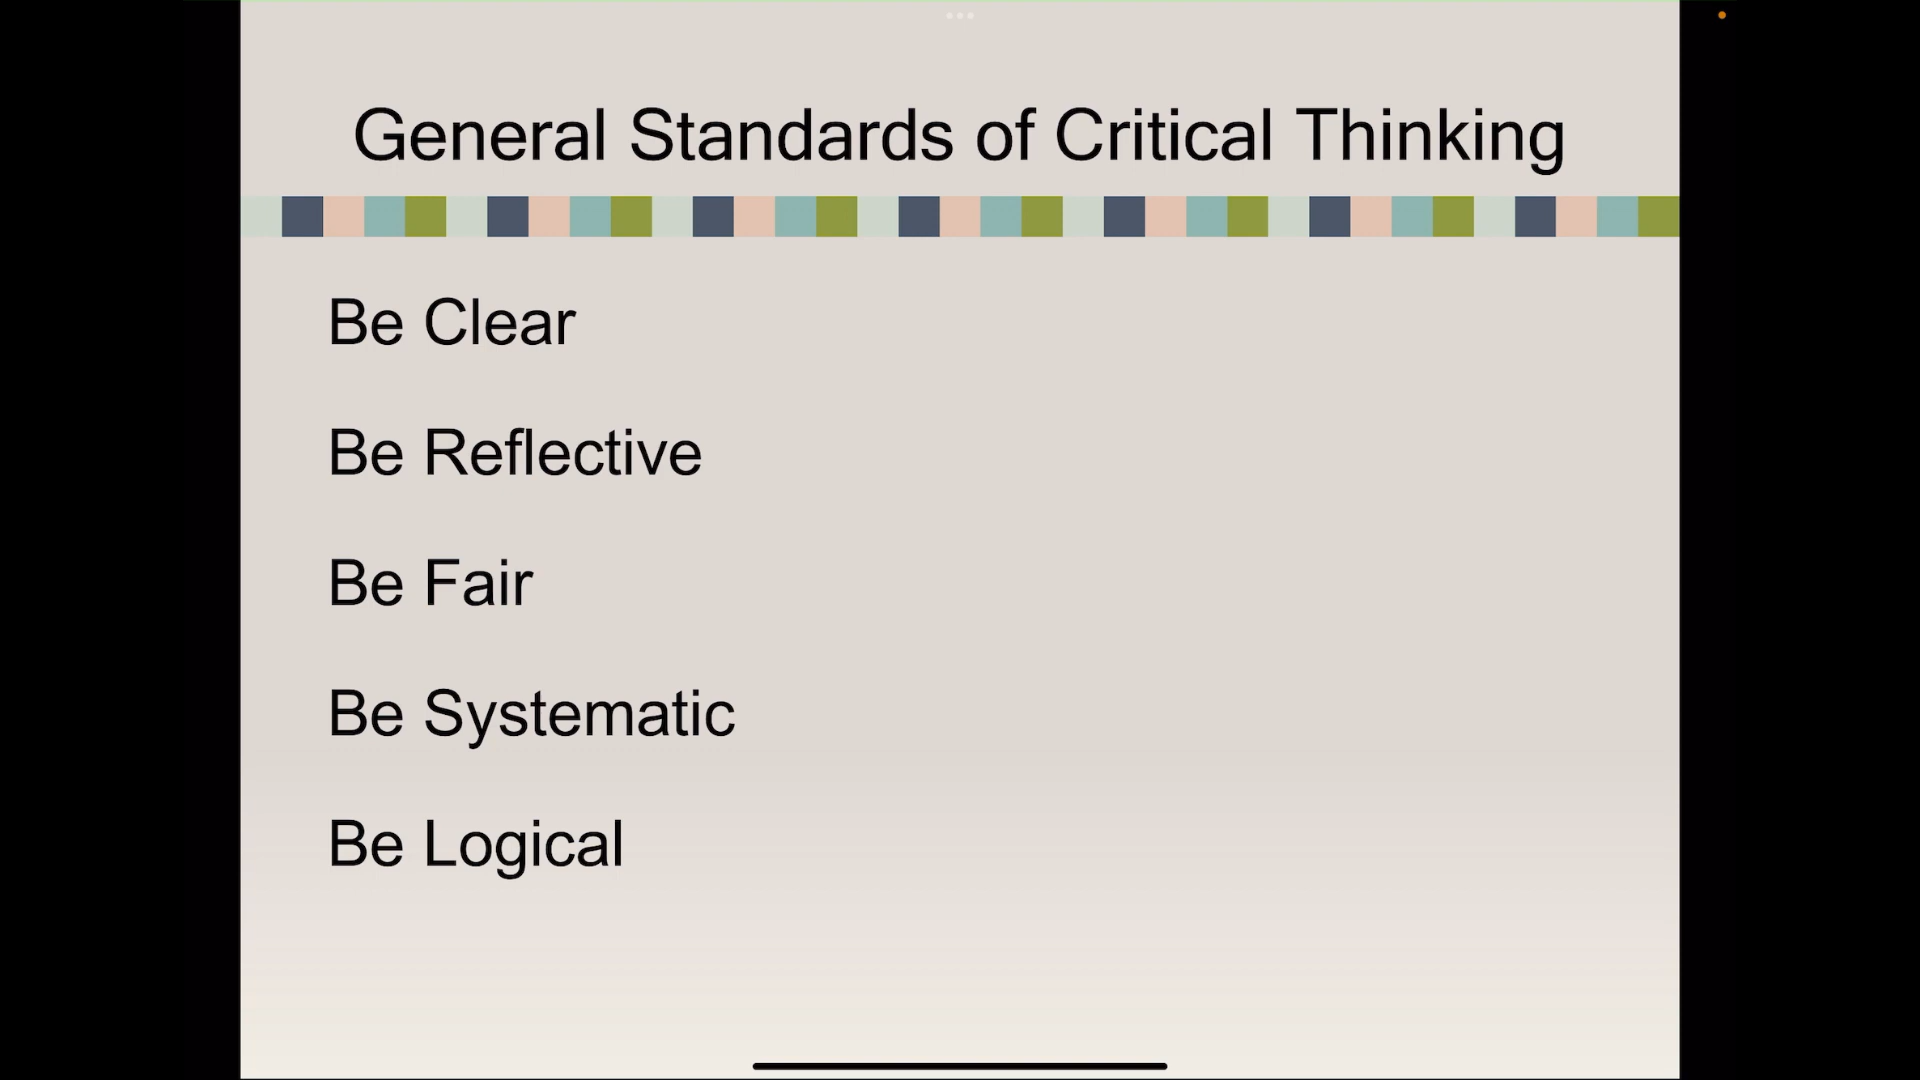 General Standards of Critical Thinking
Be Clear
Be Reflective
Be Fair
Be Systematic
Be Logical